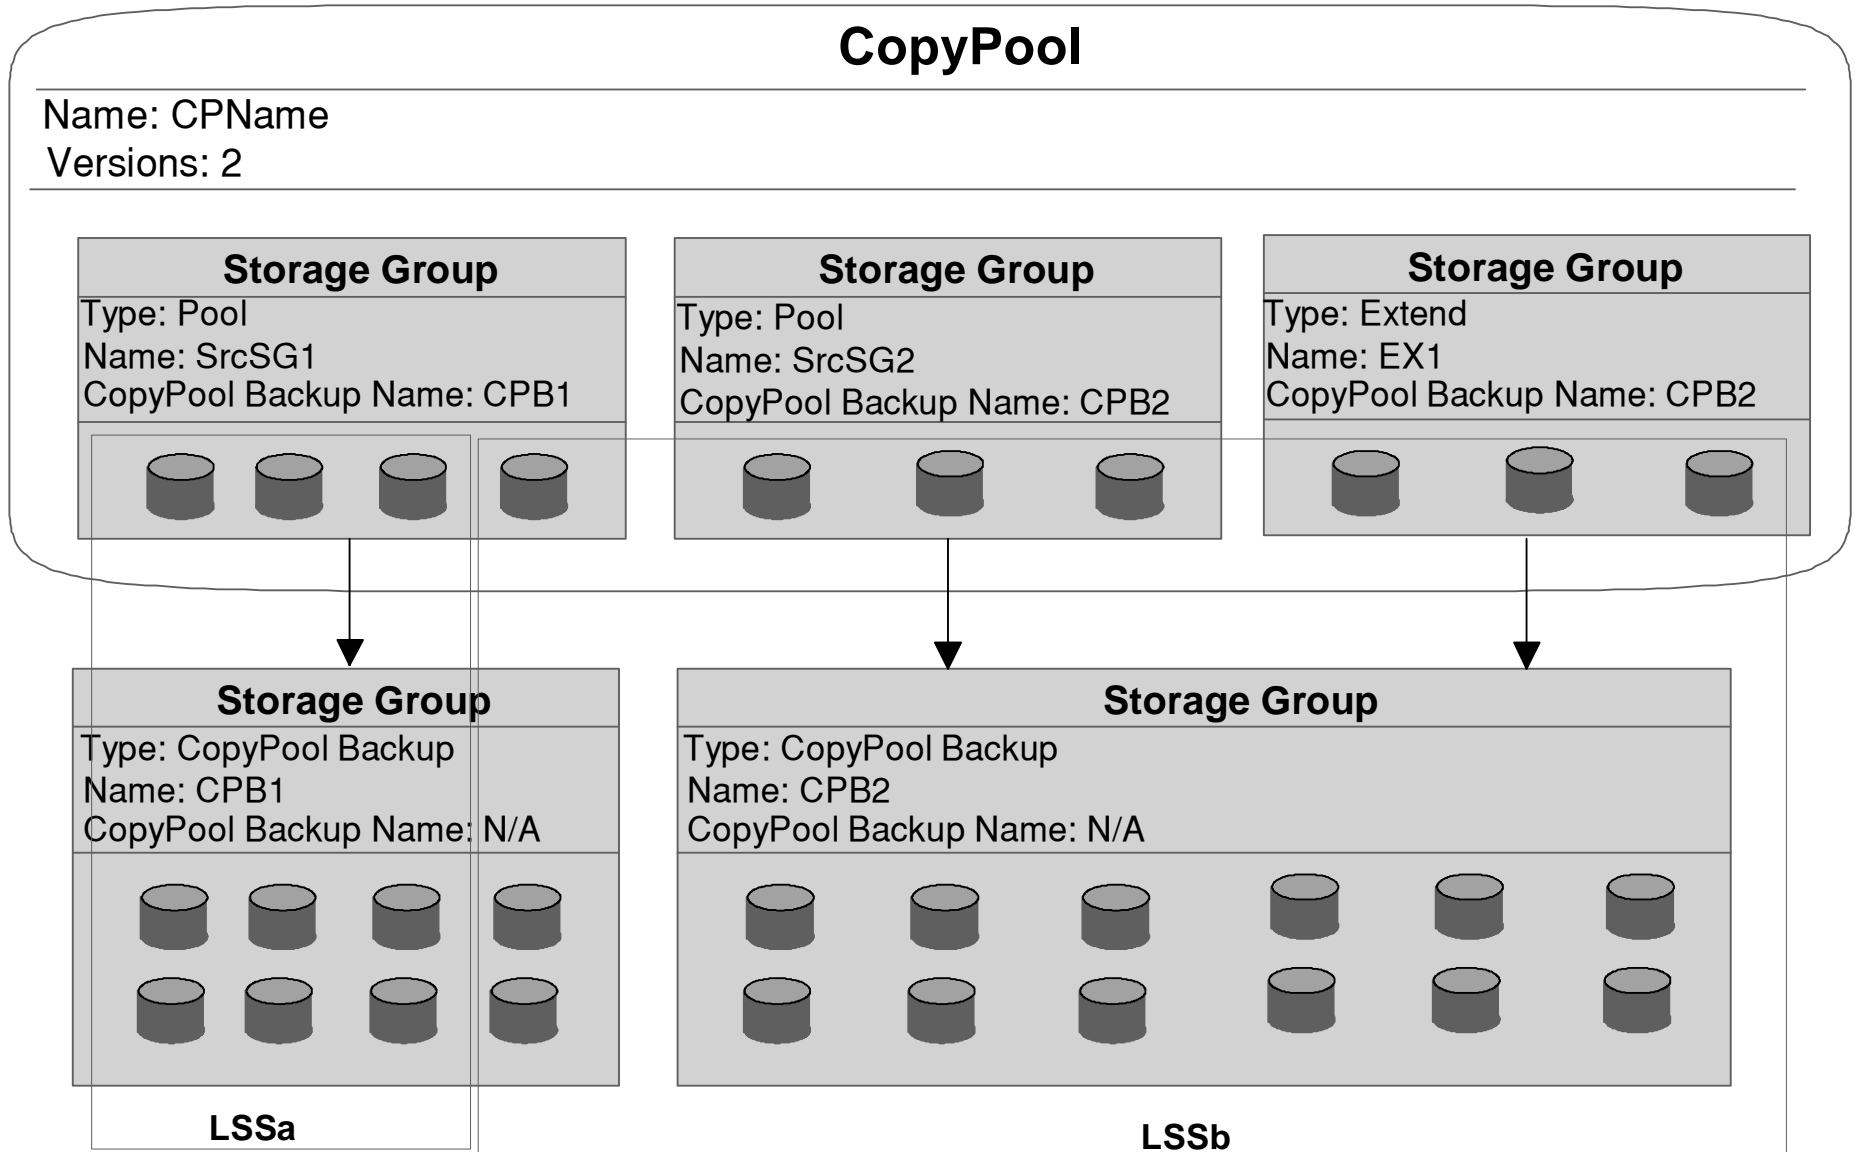 CopyPool
Name: CPName
Versions: 2
Storage Group
Type: Pool
Name: SrcSG1
CopyPool Backup Name: CPB1
Storage Group
Type: Pool
Name: SrcSG2
CopyPool Backup Name: CPB2
Storage Group
Type: Extend
Name: EX1
CopyPool Backup Name: CPB2
Storage Group
Type: CopyPool Backup
Name: CPB1
CopyPool Backup Name: N/A
Storage Group
Type: CopyPool Backup
Name: CPB2
CopyPool Backup Name: N/A
LSSa
LSSb